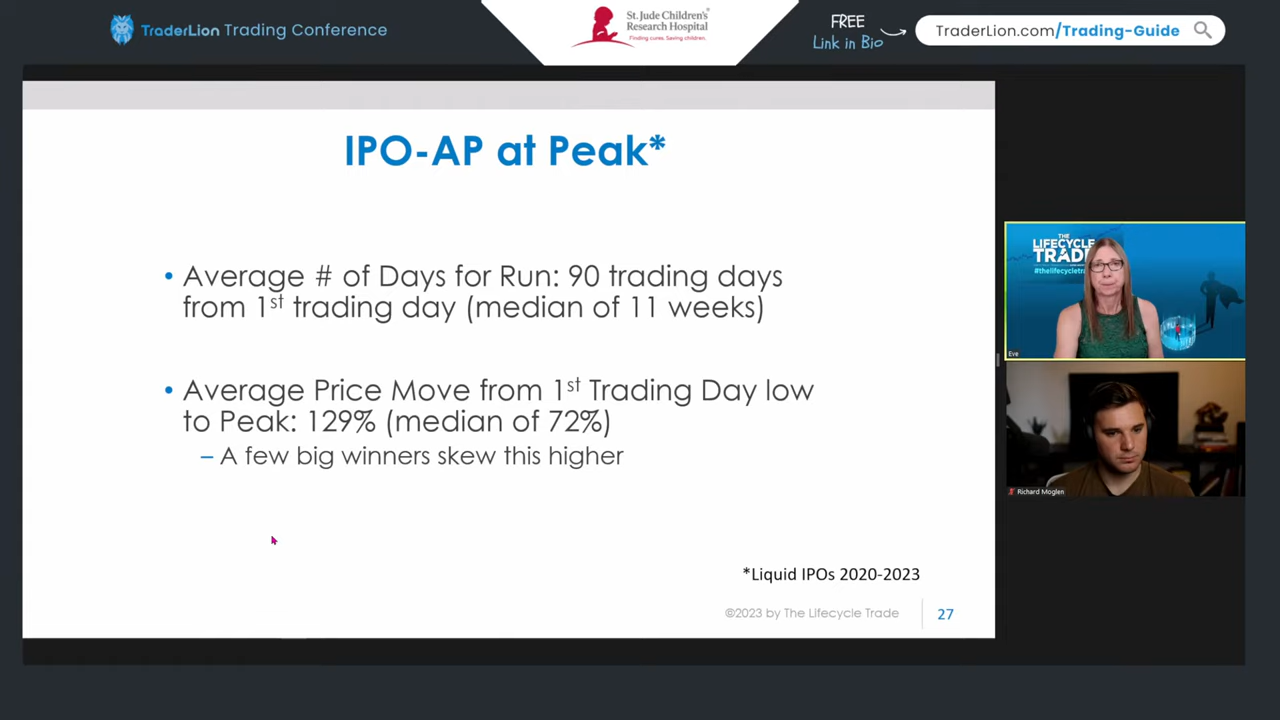 TraderLion Trading Conference
St. Jude Children's
Research Hospital
Finding cures. Saving children.
FREE
Link in Bio
TraderLion.com/Trading-Guide
IPO-AP at Peak*
• Average # of Days for Run: 90 trading days
from 1st trading day (median of 11 weeks)
• Average Price Move from 1st Trading Day low
to Peak: 129% (median of 72%)
– A few big winners skew this higher
*Liquid IPOs 2020-2023
©2023 by The Lifecycle Trade
27
THE
LIFECYCLE
TRADE
#thelifecycletra
Eve
Richard Moglen